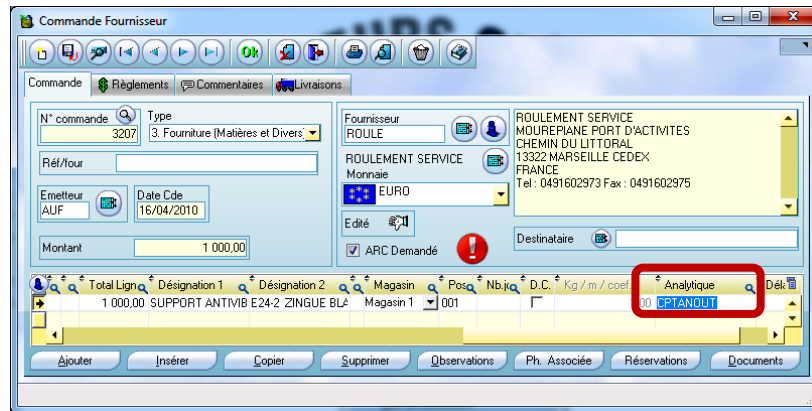 Commande Fournisseur
Ok
Commande Règlements Commentaires Livraisons
N° commande Type
3207 3. Fourniture (Matières et Divers)
Réf/four
Emetteur Date Cde
AUF 16/04/2010
Montant 1 000,00
Fournisseur
ROULE
ROULEMENT SERVICE
Monnaie
EURO
Edité
ARC Demandé
ROULEMENT SERVICE
MOUREPIANE PORT D'ACTIVITES
CHEMIN DU LITTORAL
13322 MARSEILLE CEDEX
FRANCE
Tel : 0491602973 Fax : 0491602975
Destinataire
Total Lign Désignation 1 Désignation 2 Magasin Pos Nb.jo D.C. Kg / m / coef. Analytique Déla
1 000,00 SUPPORT ANTIVIB E24-2 ZINGUE BLA Magasin 1 001 00 CPTANOUT
Ajouter Insérer Copier Supprimer Observations Ph. Associée Réservations Documents